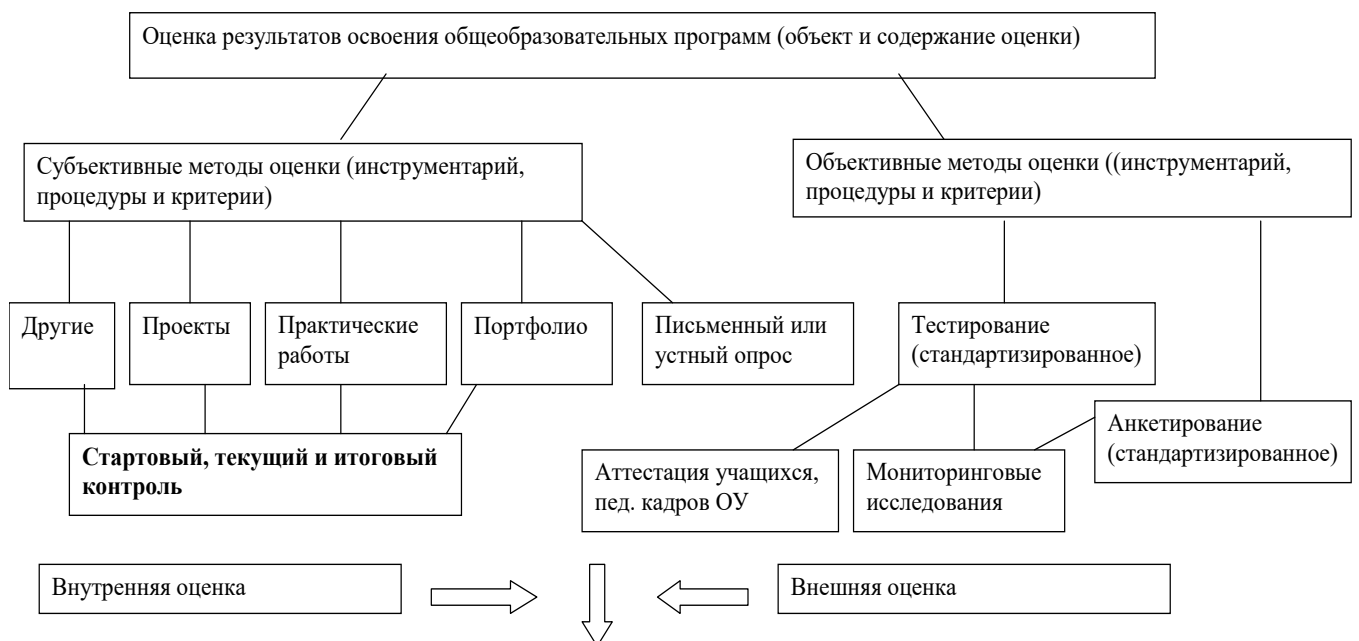 Оценка результатов освоения общеобразовательных программ (объект и содержание оценки)
Субъективные методы оценки (инструментарий,
процедуры и критерии)
Объективные методы оценки ((инструментарий,
процедуры и критерии)
Другие
Проекты
Практические
работы
Портфолио
Письменный или
устный опрос
Тестирование
(стандартизированное)
Анкетирование
(стандартизированное)
Стартовый, текущий и итоговый
контроль
Аттестация учащихся,
пед. кадров ОУ
Мониторинговые
исследования
Внутренняя оценка
Внешняя оценка